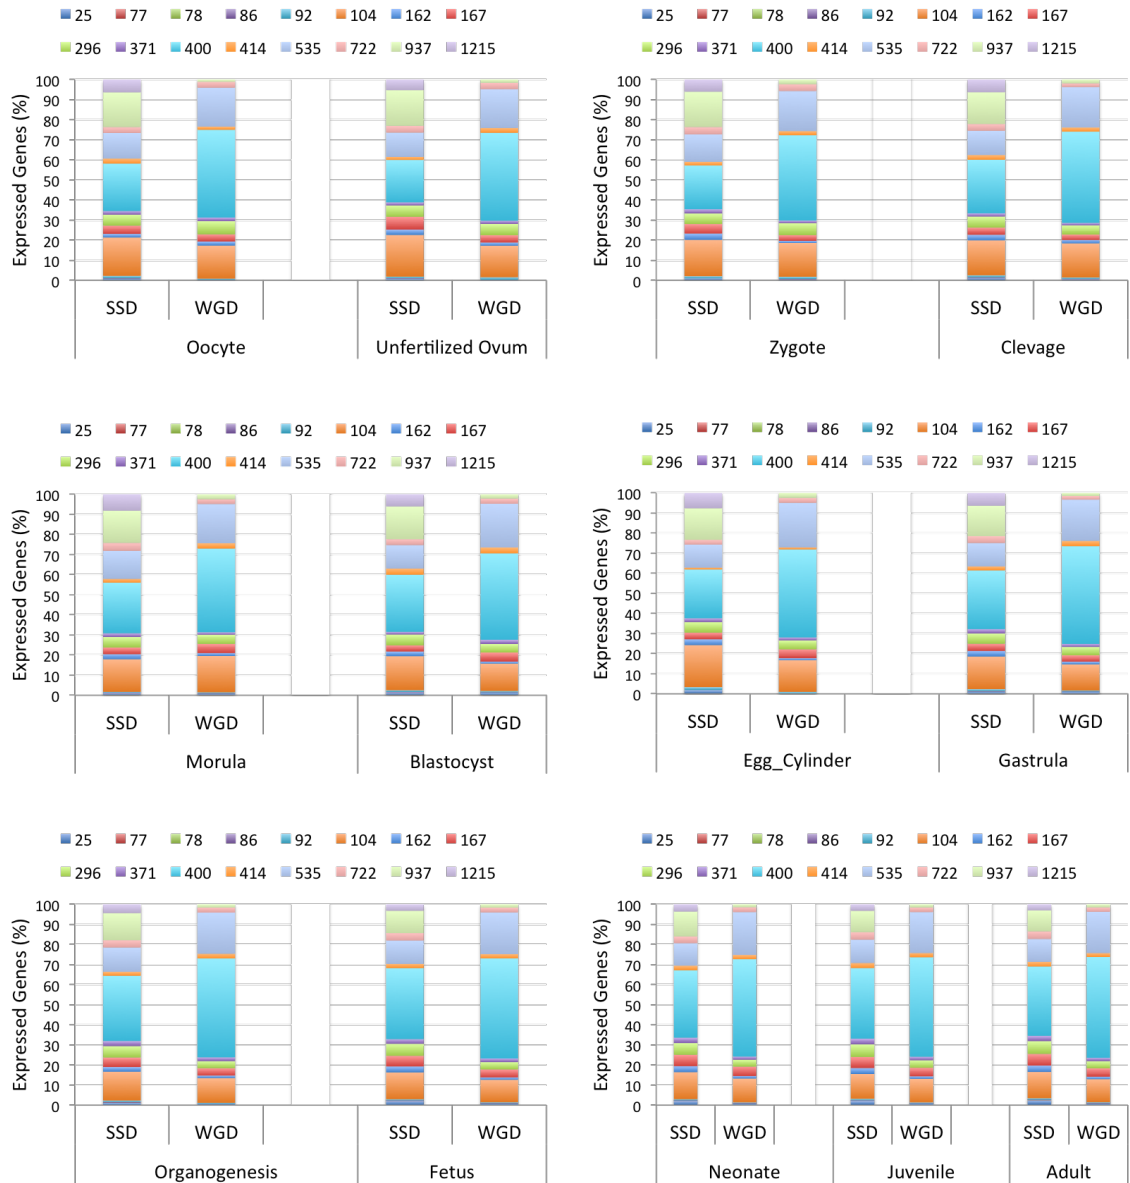 25 77 78 86 92 104 162 167
296 371 400 414 535 722 937 1215
Expressed Genes (%)
100
90
80
70
60
50
40
30
20
10
0
SSD WGD SSD WGD
Oocyte Unfertilized Ovum
25 77 78 86 92 104 162 167
296 371 400 414 535 722 937 1215
Expressed Genes (%)
100
90
80
70
60
50
40
30
20
10
0
SSD WGD SSD WGD
Zygote Clevage
25 77 78 86 92 104 162 167
296 371 400 414 535 722 937 1215
Expressed Genes (%)
100
90
80
70
60
50
40
30
20
10
0
SSD WGD SSD WGD
Morula Blastocyst
25 77 78 86 92 104 162 167
296 371 400 414 535 722 937 1215
Expressed Genes (%)
100
90
80
70
60
50
40
30
20
10
0
SSD WGD SSD WGD
Egg_Cylinder Gastrula
25 77 78 86 92 104 162 167
296 371 400 414 535 722 937 1215
Expressed Genes (%)
100
90
80
70
60
50
40
30
20
10
0
SSD WGD SSD WGD
Organogenesis Fetus
25 77 78 86 92 104 162 167
296 371 400 414 535 722 937 1215
Expressed Genes (%)
100
90
80
70
60
50
40
30
20
10
0
SSD WGD SSD WGD SSD WGD
Neonate Juvenile Adult